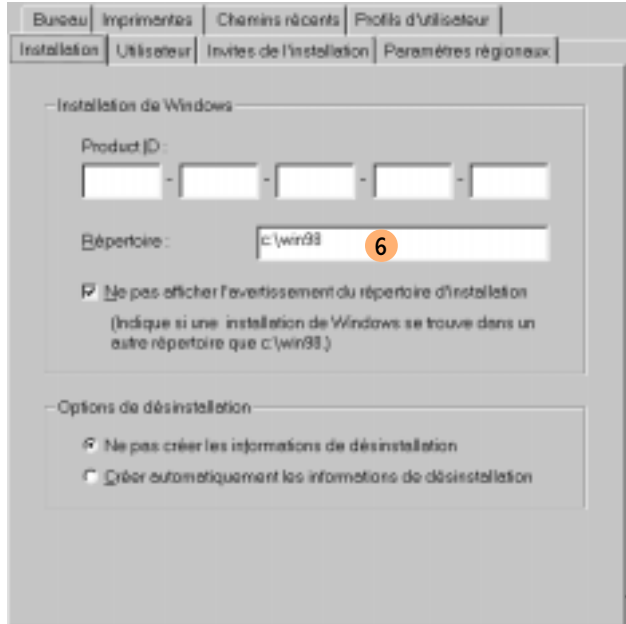 Bureau Imprimantes Chemins récents Profils d'utilisateur
Installation Utilisateur Invites de l'installation Paramètres régionaux
Installation de Windows
Product ID :
- - - -
Répertoire : c:\win98 6
Ne pas afficher l'avertissement du répertoire d'installation
(Indique si une installation de Windows se trouve dans un
autre répertoire que c:\win98.)
Options de désinstallation
Ne pas créer les informations de désinstallation
Créer automatiquement les informations de désinstallation